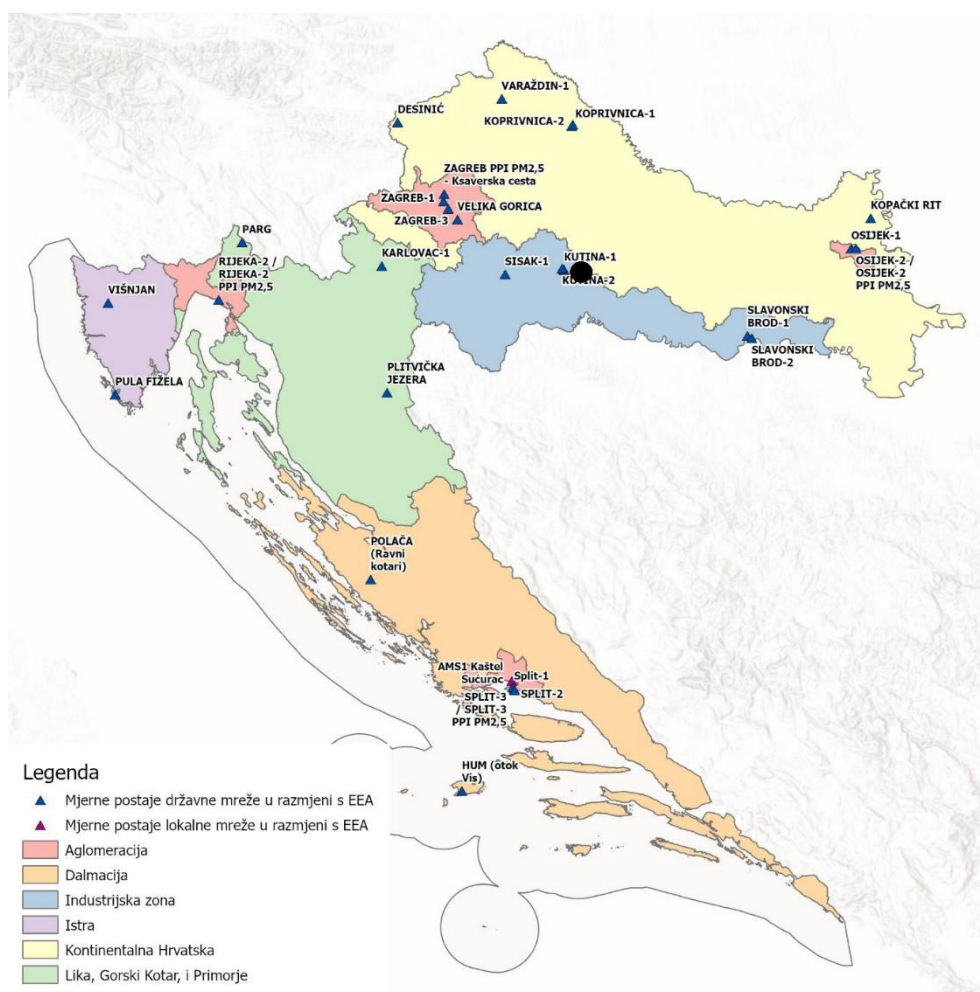 VARAŽDIN-1
DESINIĆ
KOPRIVNICA-2
KOPRIVNICA-1
ZAGREB PPI PM2,5
- Ksaverska cesta
ZAGREB-1
VELIKA GORICA
ZAGREB-3
KOPAČKI RIT
OSIJEK-1
OSIJEK-2 /
OSIJEK-2
PPI PM2,5
PARG
RIJEKA-2 /
RIJEKA-2
PPI PM2,5
KARLOVAC-1
SISAK-1
KUTINA-1
KUTINA-2
VIŠNJAN
SLAVONSKI
BROD-1
SLAVONSKI
BROD-2
PULA FIŽELA
PLITVIČKA
JEZERA
POLAČA
(Ravni
kotari)
AMS1 Kaštel
Sućurac
Split-1
SPLIT-2
SPLIT-3
/ SPLIT-3
PPI PM2,5
HUM (otok
Vis)
Legenda
Mjerne postaje državne mreže u razmjeni s EEA
Mjerne postaje lokalne mreže u razmjeni s EEA
Aglomeracija
Dalmacija
Industrijska zona
Istra
Kontinentalna Hrvatska
Lika, Gorski Kotar, i Primorje